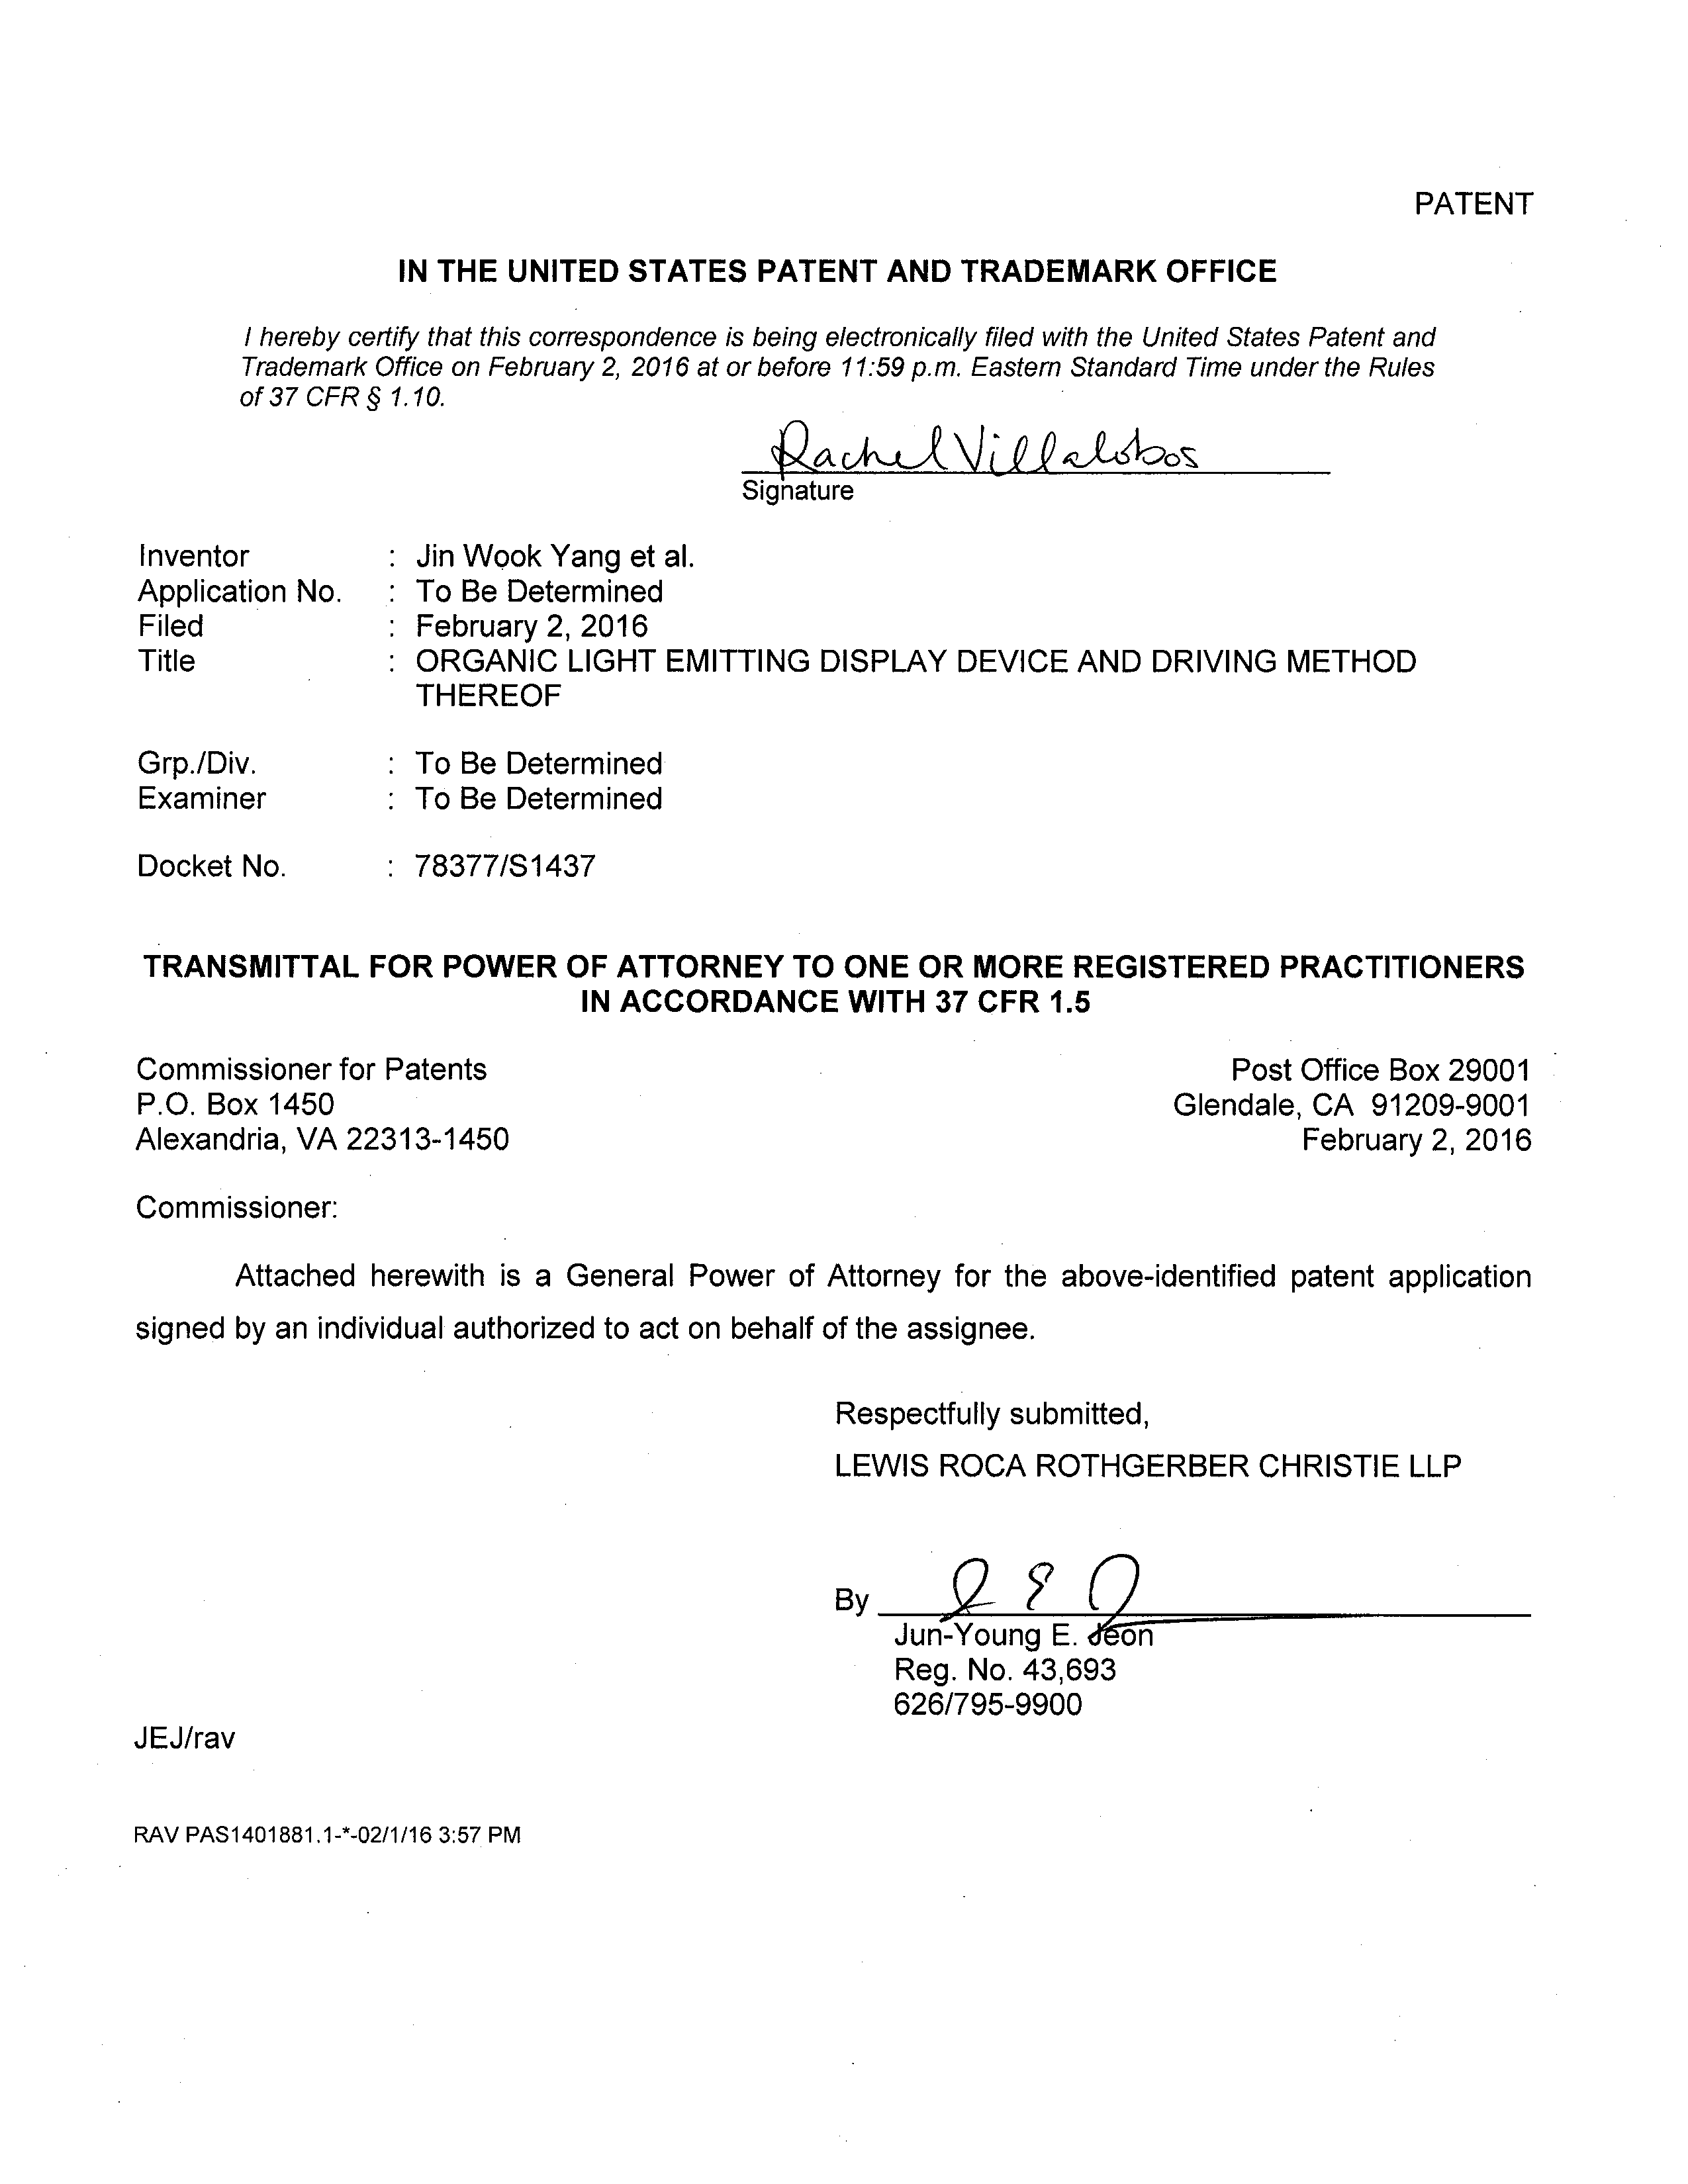 PATENT
IN THE UNITED STATES PATENT AND TRADEMARK OFFICE
I hereby certify that this correspondence is being electronically filed with the United States Patent and
Trademark Office on February 2, 2016 at or before 11:59 p.m. Eastern Standard Time under the Rules
of 37 CFR § 1.10.
Rachel Villalobos
Signature
Inventor : Jin Wook Yang et al.
Application No. : To Be Determined
Filed : February 2, 2016
Title : ORGANIC LIGHT EMITTING DISPLAY DEVICE AND DRIVING METHOD
THEREOF
Grp./Div. : To Be Determined
Examiner : To Be Determined
Docket No. : 78377/S1437
TRANSMITTAL FOR POWER OF ATTORNEY TO ONE OR MORE REGISTERED PRACTITIONERS
IN ACCORDANCE WITH 37 CFR 1.5
Commissioner for Patents
P.O. Box 1450
Alexandria, VA 22313-1450
Post Office Box 29001
Glendale, CA 91209-9001
February 2, 2016
Commissioner:
Attached herewith is a General Power of Attorney for the above-identified patent application
signed by an individual authorized to act on behalf of the assignee.
Respectfully submitted,
LEWIS ROCA ROTHGERBER CHRISTIE LLP
By
Jun-Young E. Jeon
Reg. No. 43,693
626/795-9900
JEJ/rav
RAV PAS1401881.1-*-02/1/16 3:57 PM